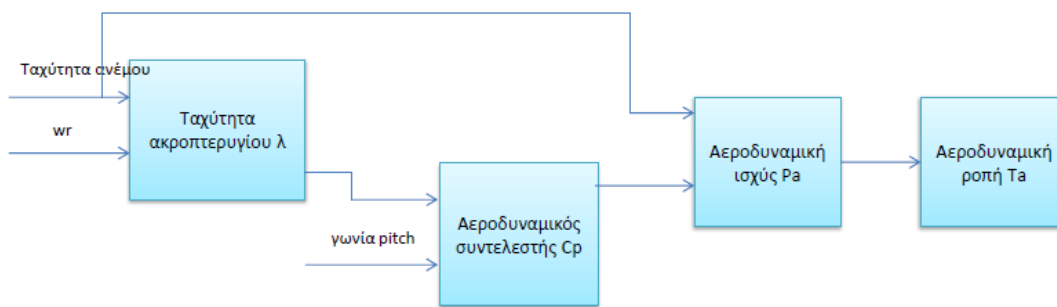 Ταχύτητα ανέμου
wr
Ταχύτητα
ακροπτερυγίου λ
γωνία pitch
Αεροδυναμικός
συντελεστής Cp
Αεροδυναμική
ισχύς Pa
Αεροδυναμική
ροπή Ta